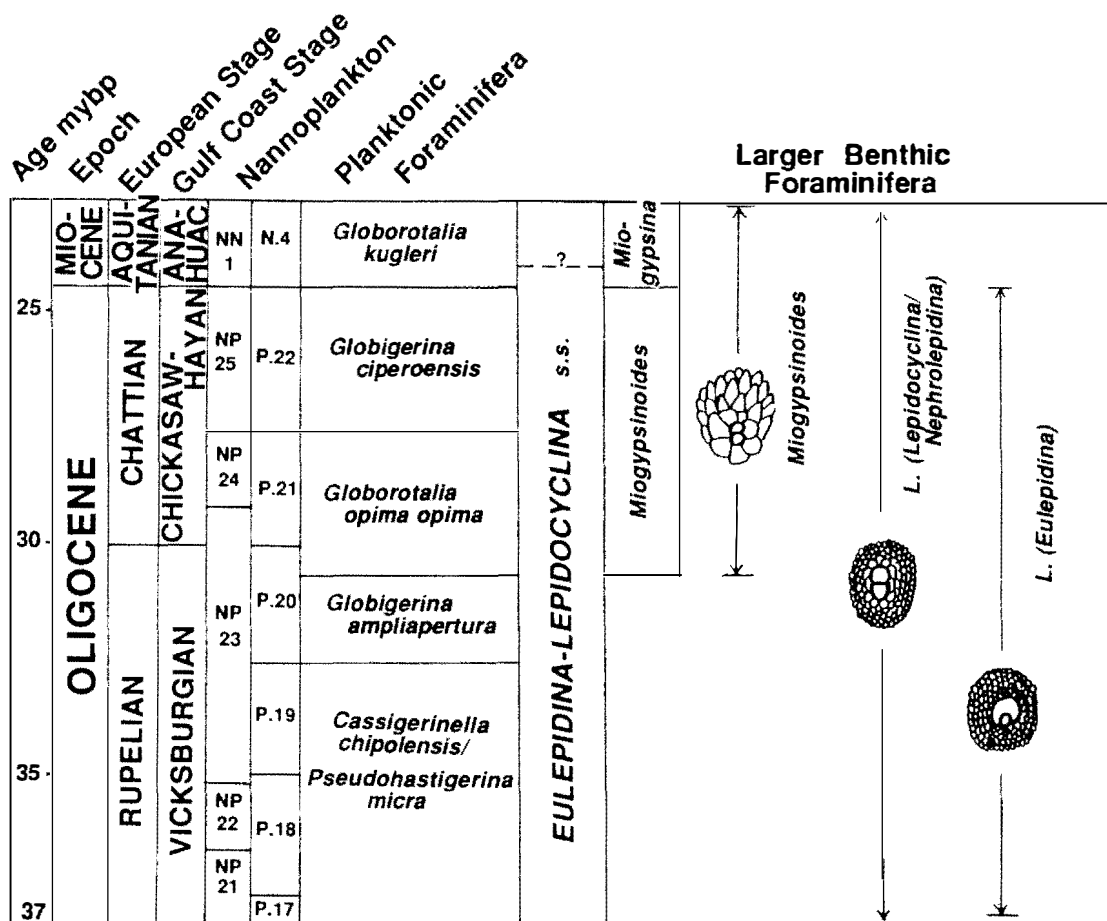 Age mybp
Epoch
European Stage
Gulf Coast Stage
Nannoplankton
Planktonic
Foraminifera
Larger Benthic
Foraminifera
MIO-
CENE
AQUI-
TANIAN
ANA-
HUAC
NN
1
N.4
Globorotalia
kugleri
?
Mio-
gypsina
25
OLIGOCENE
CHATTIAN
CHICKASAW-
HAYAN
NP
25
P.22
Globigerina
ciperoensis
EULEPIDINA-LEPIDOCYCLINA s.s.
Miogypsinoides
Miogypsinoides
L. (Lepidocyclina/
Nephrolepidina)
L. (Eulepidina)
NP
24
P.21
Globorotalia
opima opima
30
RUPELIAN
VICKSBURGIAN
NP
23
P.20
Globigerina
ampliapertura
P.19
Cassigerinella
chipolensis/
Pseudohastigerina
micra
35
NP
22
P.18
NP
21
P.17
37